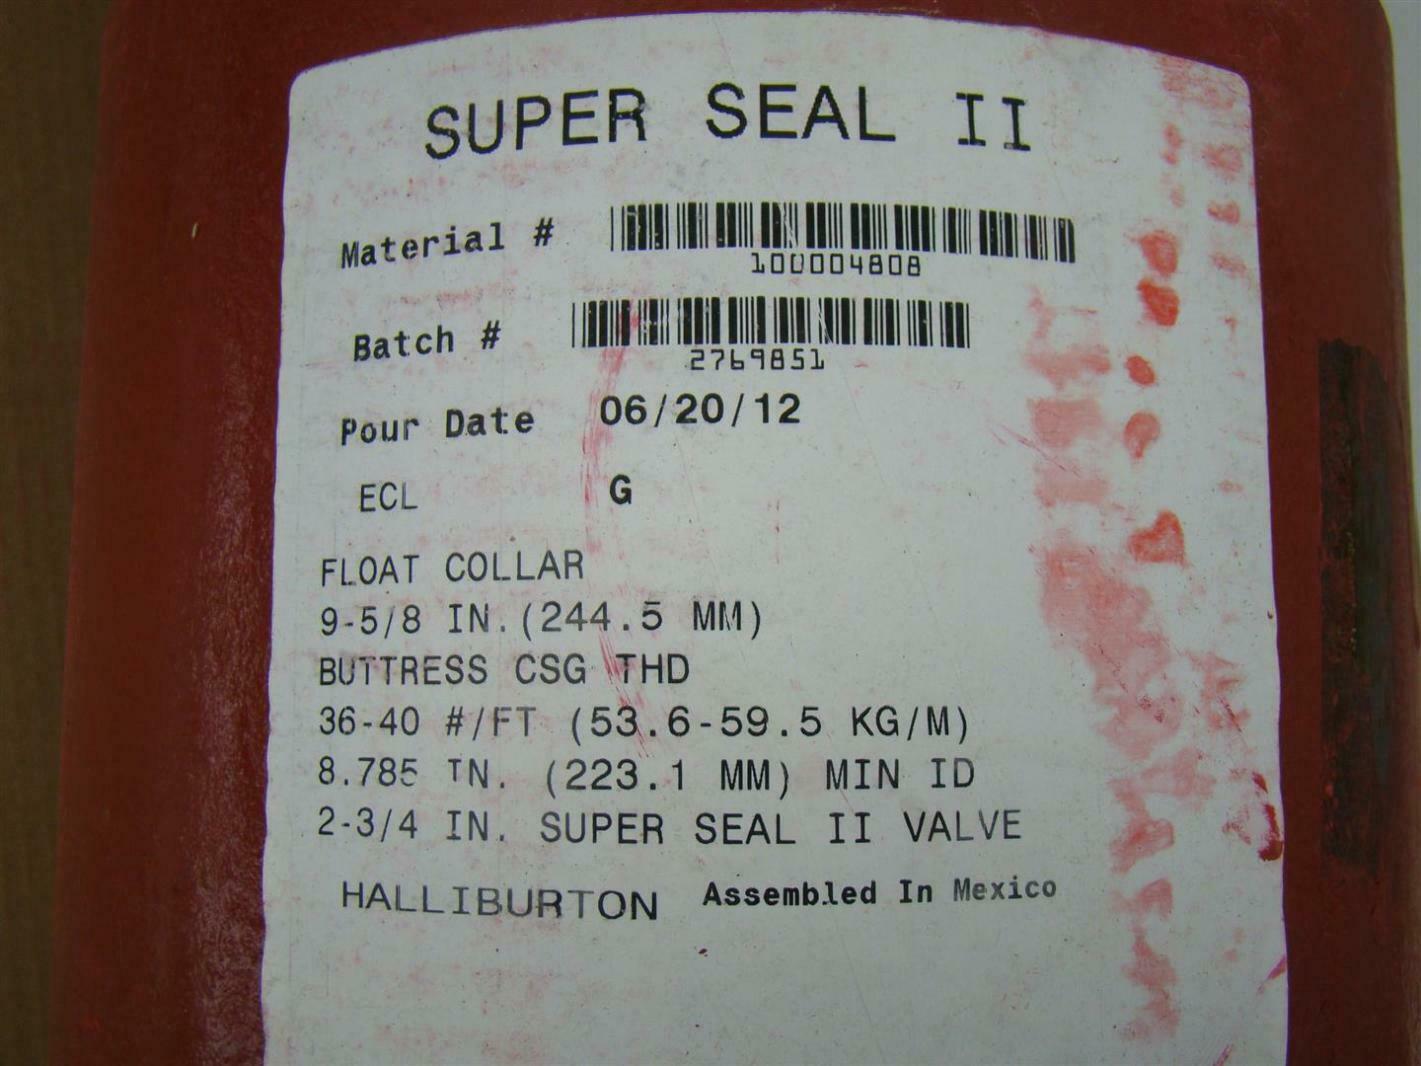 SUPER SEAL II
Material # 100004808
Batch # 2769851
Pour Date 06/20/12
ECL G
FLOAT COLLAR
9-5/8 IN.(244.5 MM)
BUTTRESS CSG THD
36-40 #/FT (53.6-59.5 KG/M)
8.785 IN. (223.1 MM) MIN ID
2-3/4 IN. SUPER SEAL II VALVE
HALLIBURTON Assembled In Mexico